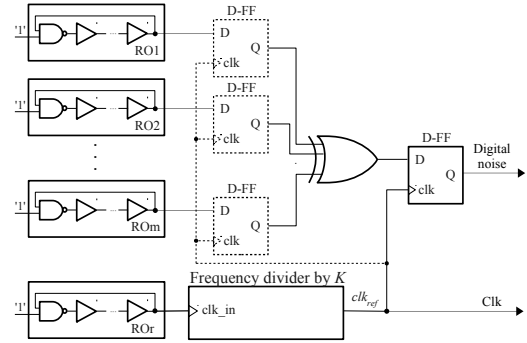 D-FF
'1'
RO1
D
Q
clk
D-FF
'1'
RO2
D
Q
clk
D-FF
D
Q
clk
Digital
noise
D-FF
'1'
ROm
D
Q
clk
Frequency divider by K
'1'
ROr
clk_in
clkref
Clk